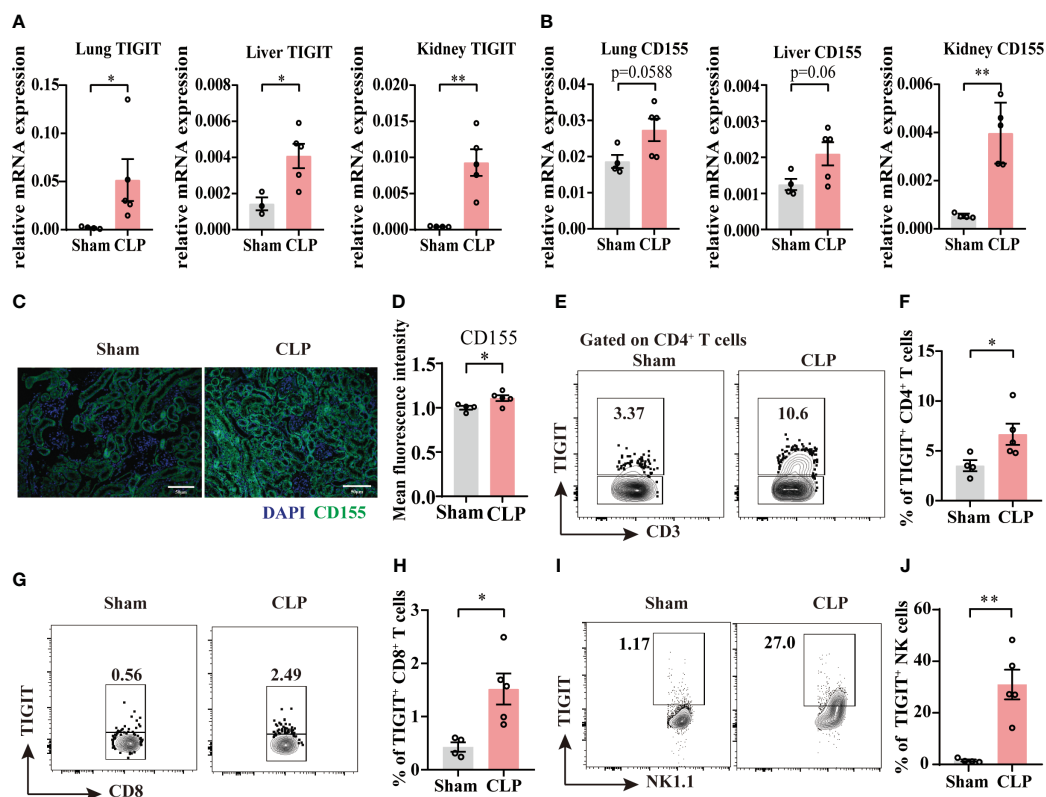 A
Lung TIGIT
*
relative mRNA expression
0.15
0.10
0.05
0.00
Sham CLP
Liver TIGIT
*
relative mRNA expression
0.008
0.006
0.004
0.002
0.000
Sham CLP
Kidney TIGIT
**
relative mRNA expression
0.020
0.015
0.010
0.005
0.000
Sham CLP
B
Lung CD155
p=0.0588
relative mRNA expression
0.04
0.03
0.02
0.01
0.00
Sham CLP
Liver CD155
p=0.06
relative mRNA expression
0.004
0.003
0.002
0.001
0.000
Sham CLP
Kidney CD155
**
relative mRNA expression
0.006
0.004
0.002
0.000
Sham CLP
C
Sham
CLP
50μm
50μm
DAPI CD155
D
CD155
*
Mean fluorescence intensity
1.5
1.0
0.5
0.0
Sham CLP
E
Gated on CD4⁺ T cells
Sham
CLP
3.37
10.6
TIGIT
CD3
F
*
% of TIGIT⁺ CD4⁺ T cells
15
10
5
0
Sham CLP
G
Sham
CLP
0.56
2.49
TIGIT
CD8
H
*
% of TIGIT⁺ CD8⁺ T cells
3
2
1
0
Sham CLP
I
Sham
CLP
1.17
27.0
TIGIT
NK1.1
J
**
% of TIGIT⁺ NK cells
60
40
20
0
Sham CLP